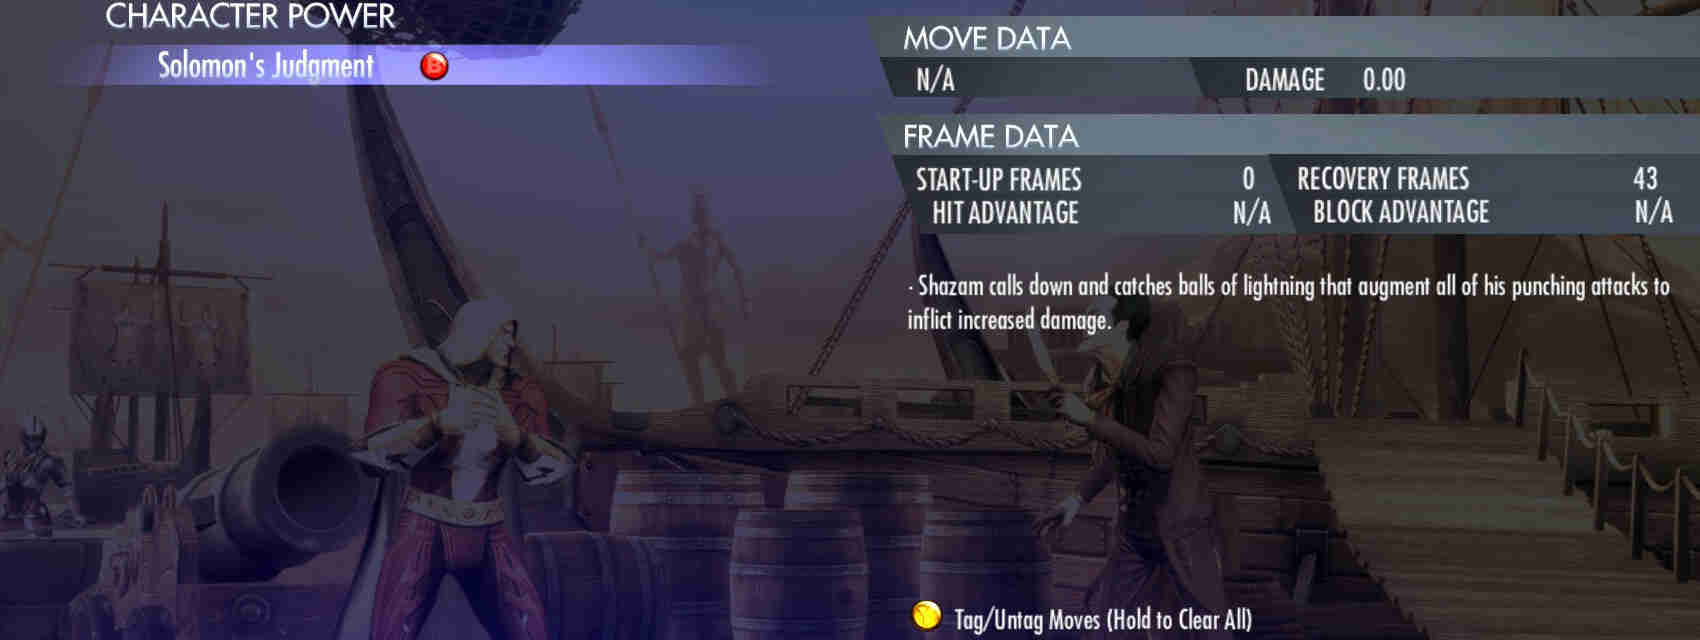 CHARACTER POWER
Solomon's Judgment B
MOVE DATA
N/A DAMAGE 0.00
FRAME DATA
START-UP FRAMES 0 RECOVERY FRAMES 43
HIT ADVANTAGE N/A BLOCK ADVANTAGE N/A
- Shazam calls down and catches balls of lightning that augment all of his punching attacks to
inflict increased damage.
Y Tag/Untag Moves (Hold to Clear All)